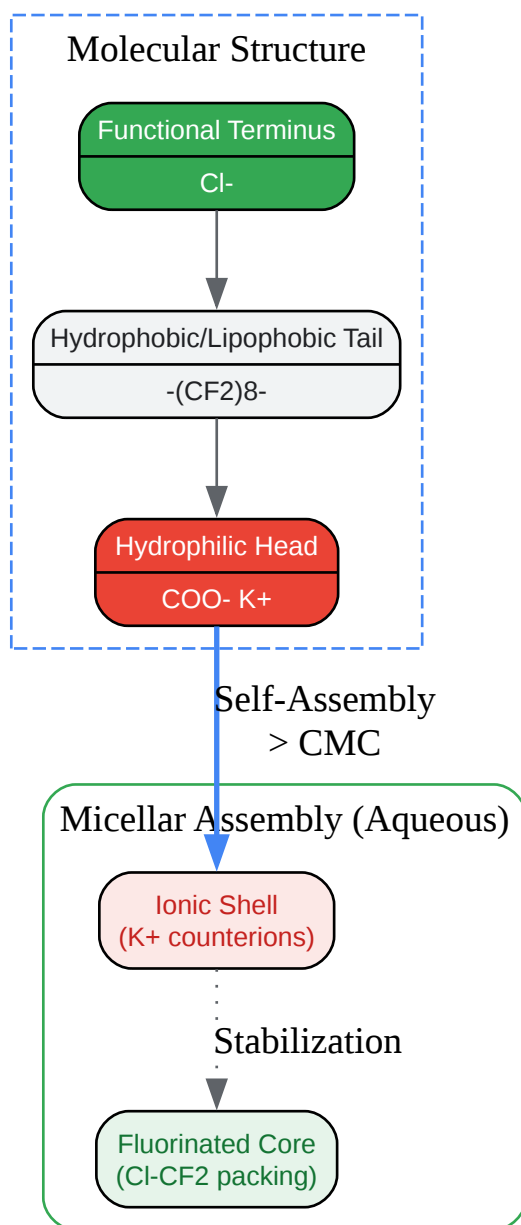 Molecular Structure
Functional Terminus
Cl-
Hydrophobic/Lipophobic Tail
-(CF2)8-
Hydrophilic Head
COO- K+
Self-Assembly
> CMC
Micellar Assembly (Aqueous)
Ionic Shell
(K+ counterions)
Stabilization
Fluorinated Core
(Cl-CF2 packing)